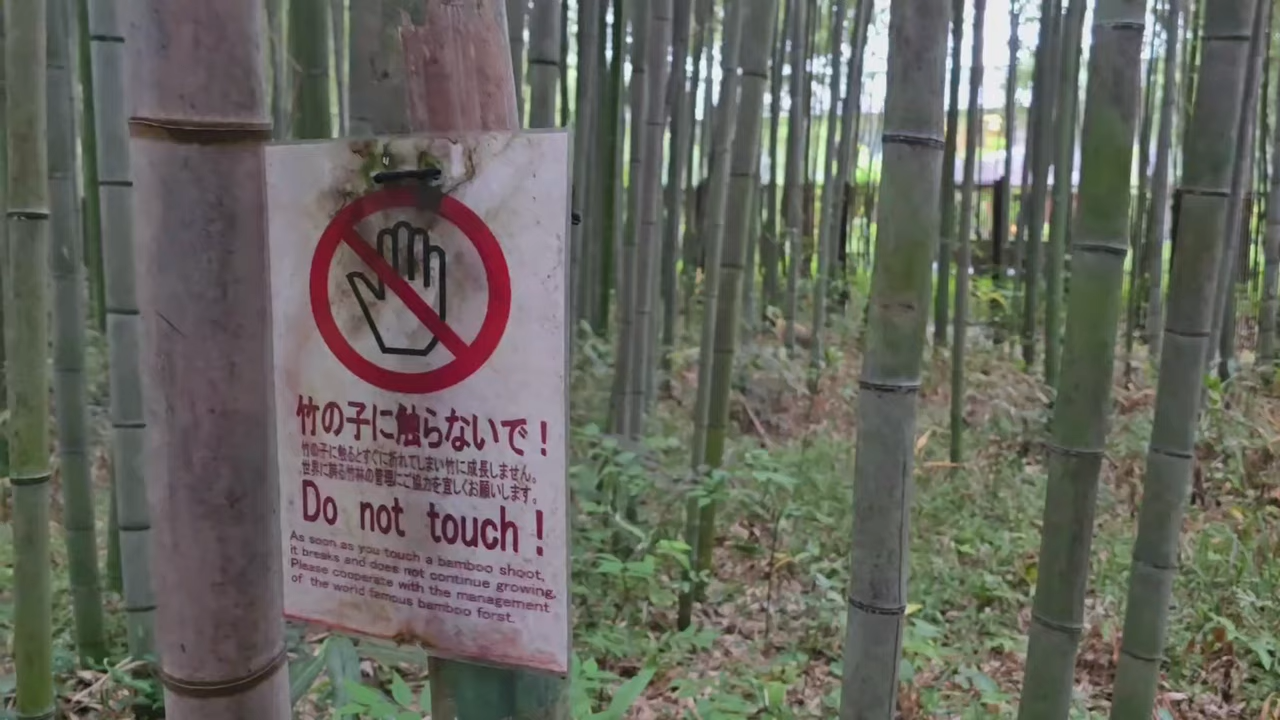 竹の子に触らないで！
竹の子に触るとすぐに折れてしまい竹に成長しません。
世界に誇る竹林の管理にご協力を宜しくお願いします。
Do not touch !
As soon as you touch a bamboo shoot,
it breaks and does not continue growing.
Please cooperate with the management
of the world famous bamboo forst.